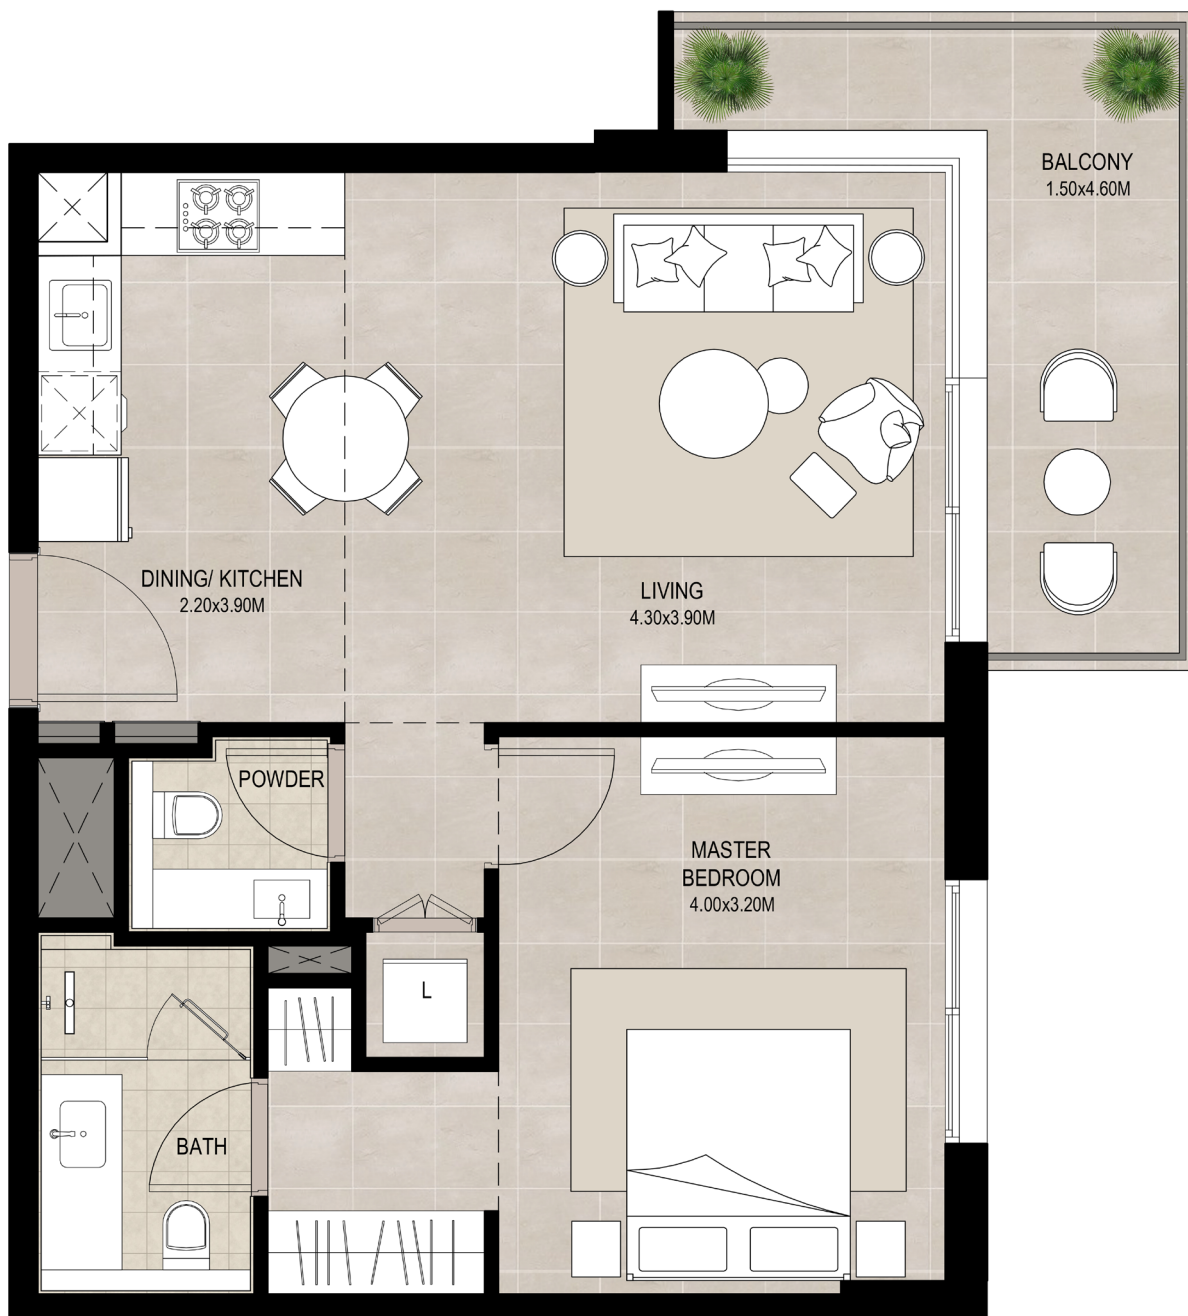 BALCONY
1.50x4.60M
DINING/ KITCHEN
2.20x3.90M
LIVING
4.30x3.90M
POWDER
MASTER
BEDROOM
4.00x3.20M
L
BATH